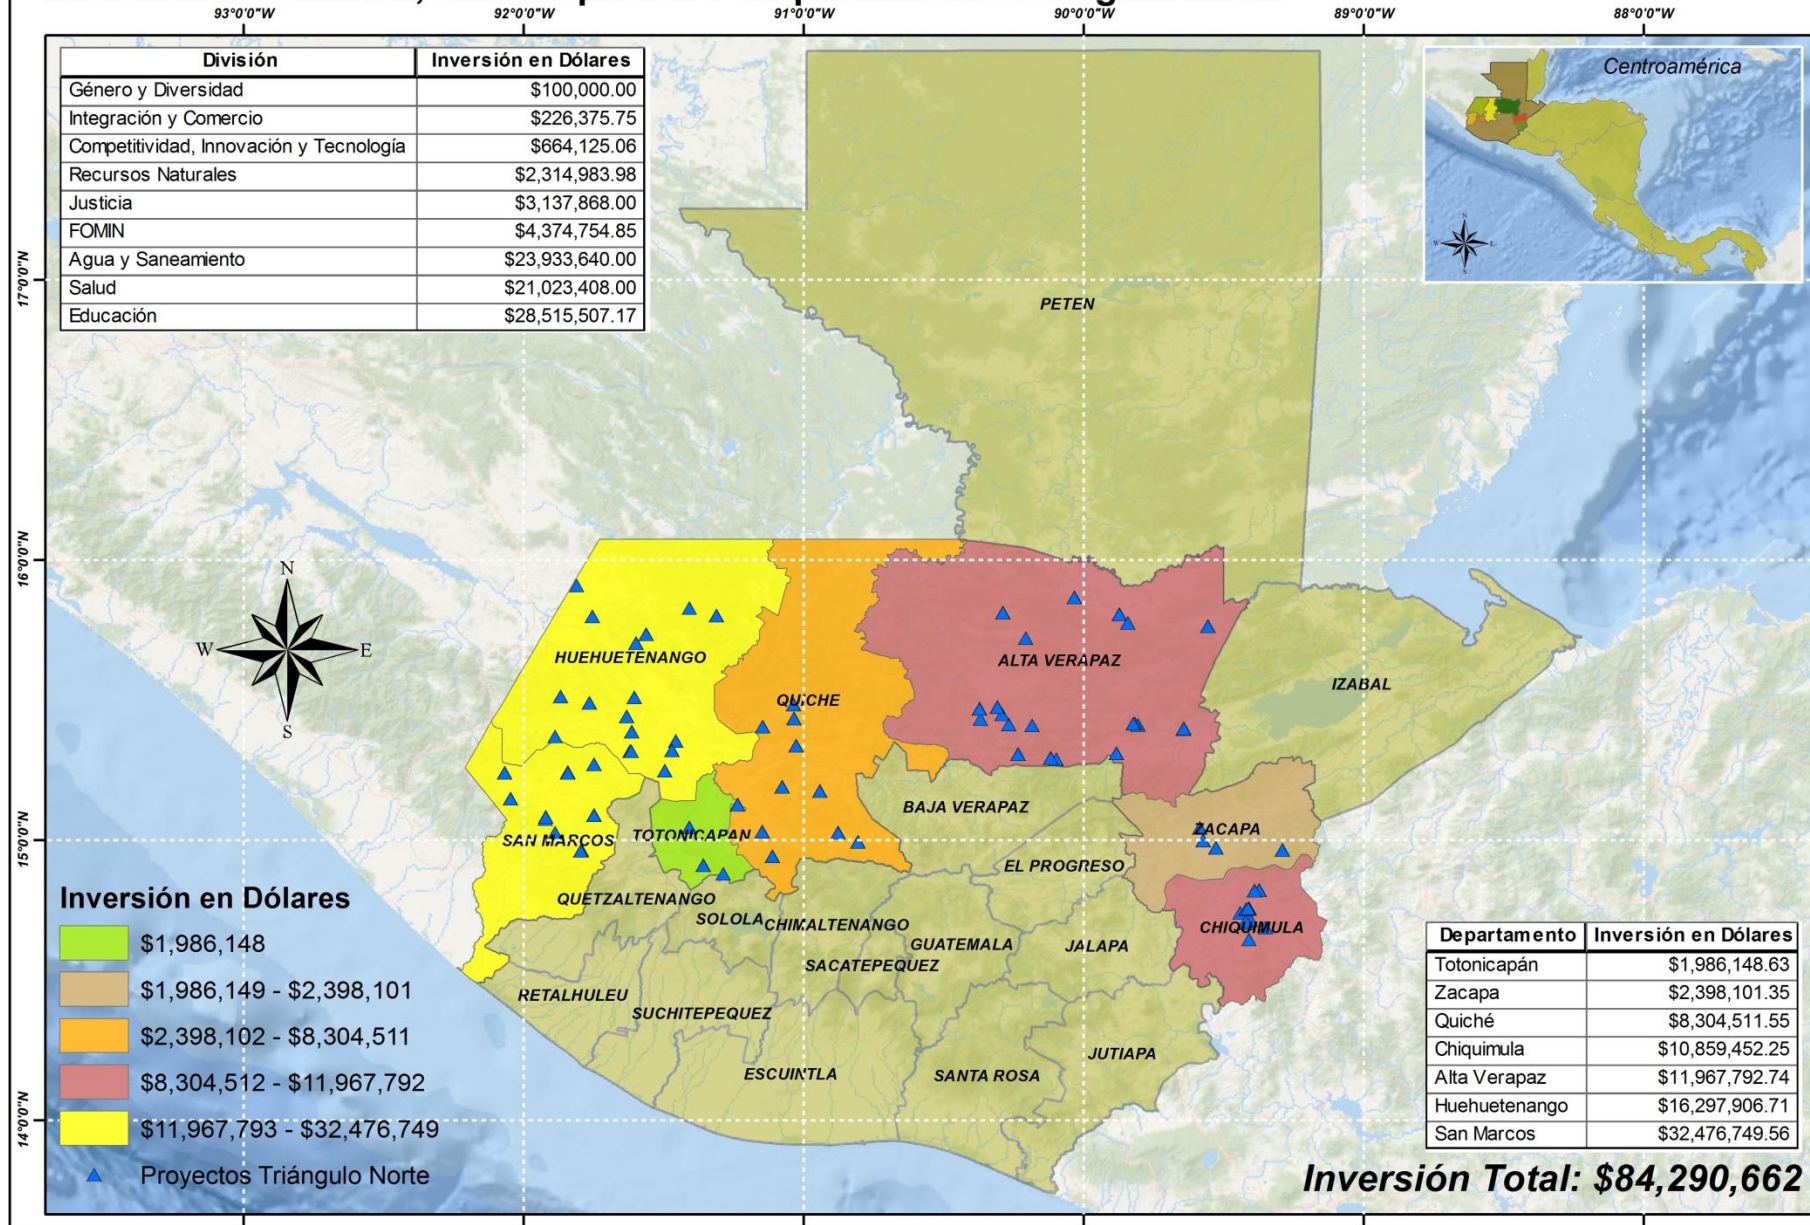 93°0'0"W 92°0'0"W 91°0'0"W 90°0'0"W 89°0'0"W 88°0'0"W
División Inversión en Dólares
Género y Diversidad $100,000.00
Integración y Comercio $226,375.75
Competitividad, Innovación y Tecnología $664,125.06
Recursos Naturales $2,314,983.98
Justicia $3,137,868.00
FOMIN $4,374,754.85
Agua y Saneamiento $23,933,640.00
Salud $21,023,408.00
Educación $28,515,507.17
Centroamérica
N
W E
S
17°0'0"N
PETEN
16°0'0"N
N
W E
S
HUEHUETENANGO
ALTA VERAPAZ
IZABAL
QUICHE
BAJA VERAPAZ
ZACAPA
TOTONICAPAN
SAN MARCOS
15°0'0"N
EL PROGRESO
QUETZALTENANGO
SOLOLA
CHIMALTENANGO
CHIQUIMULA
GUATEMALA
JALAPA
SACATEPEQUEZ
RETALHULEU
SUCHITEPEQUEZ
JUTIAPA
ESCUINTLA
SANTA ROSA
14°0'0"N
Inversión en Dólares
$1,986,148
$1,986,149 - $2,398,101
$2,398,102 - $8,304,511
$8,304,512 - $11,967,792
$11,967,793 - $32,476,749
Proyectos Triángulo Norte
Departamento Inversión en Dólares
Totonicapán $1,986,148.63
Zacapa $2,398,101.35
Quiché $8,304,511.55
Chiquimula $10,859,452.25
Alta Verapaz $11,967,792.74
Huehuetenango $16,297,906.71
San Marcos $32,476,749.56
Inversión Total: $84,290,662